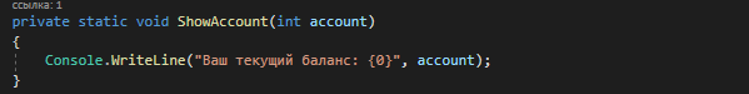 ссылка: 1
private static void ShowAccount(int account)
{
Console.WriteLine("Ваш текущий баланс: {0}", account);
}